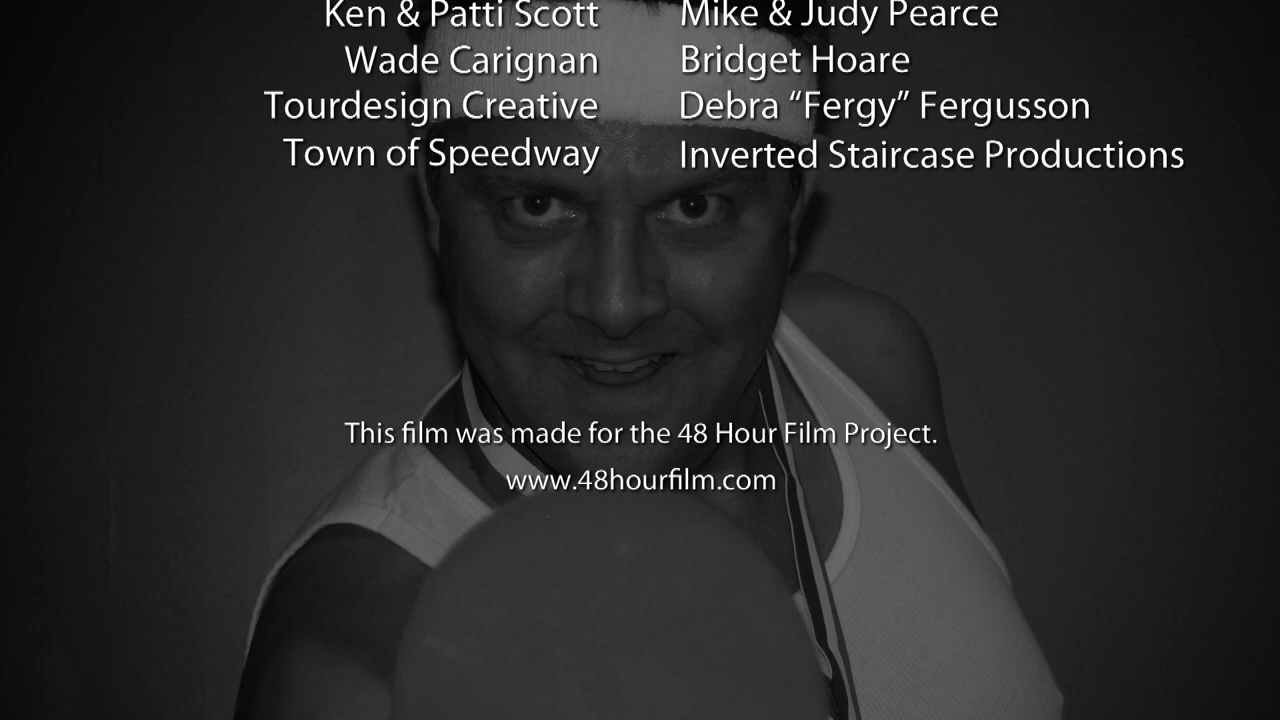 Ken & Patti Scott Mike & Judy Pearce
Wade Carignan Bridget Hoare
Tourdesign Creative Debra “Fergy” Fergusson
Town of Speedway Inverted Staircase Productions
This film was made for the 48 Hour Film Project.
www.48hourfilm.com